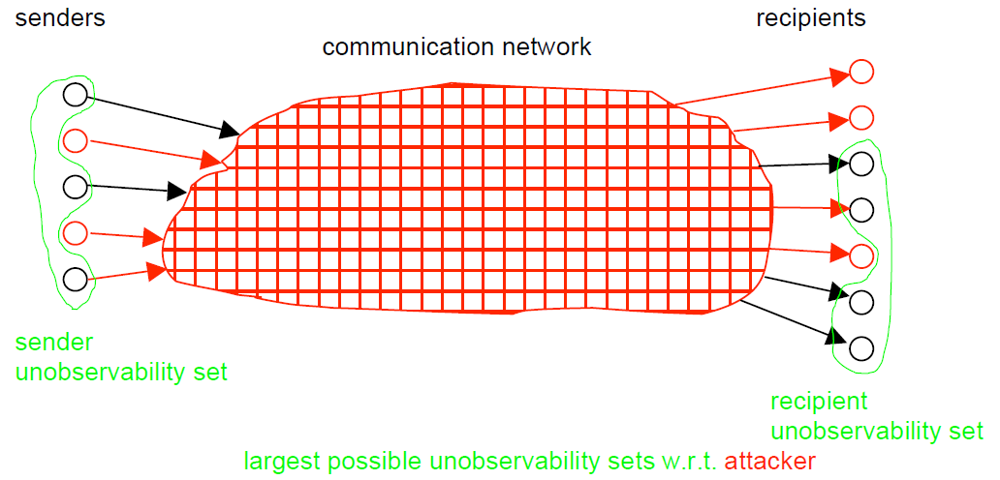 senders
recipients
communication network
sender
unobservability set
recipient
unobservability set
largest possible unobservability sets w.r.t. attacker